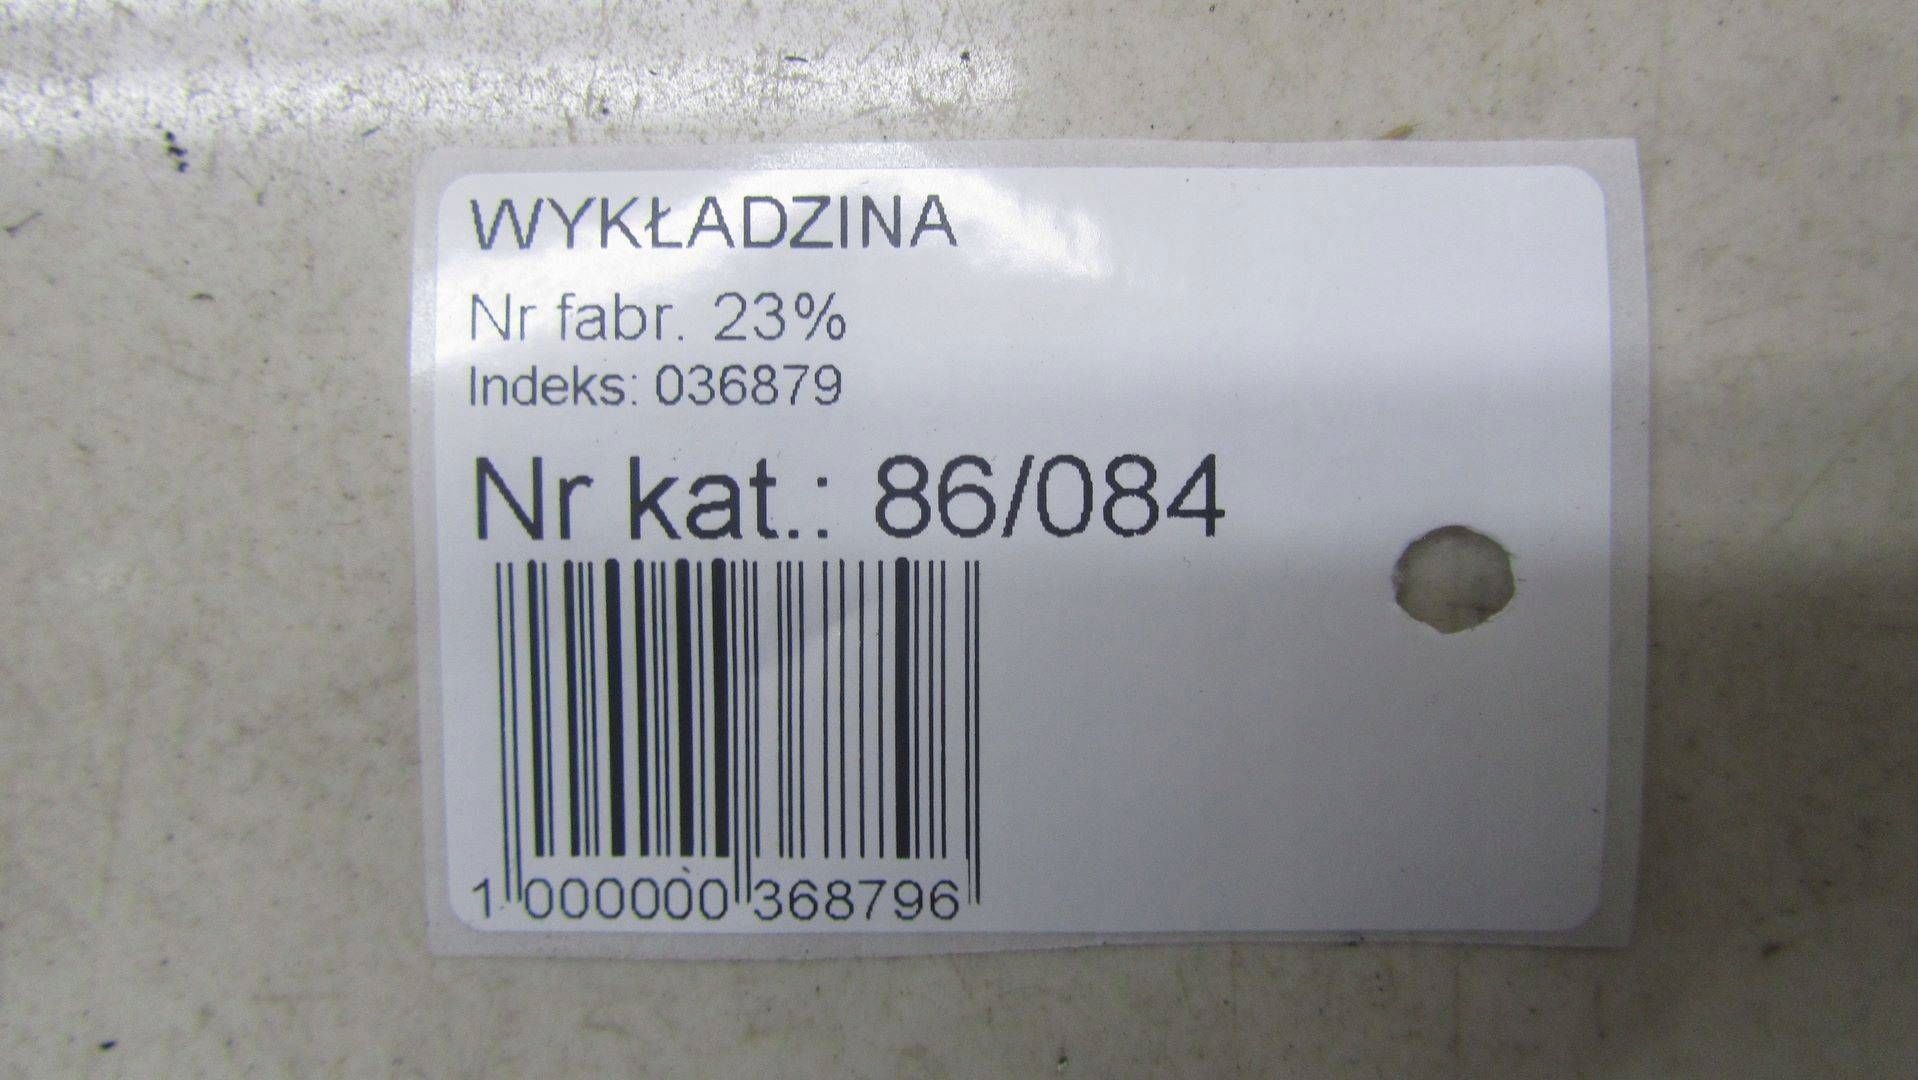 WYKŁADZINA
Nr fabr. 23%
Indeks: 036879
Nr kat.: 86/084
1 000000 368796